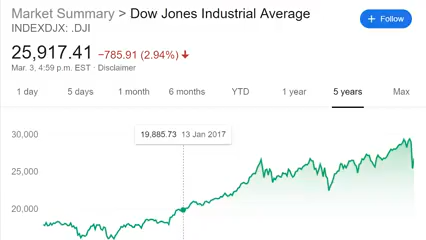 Market Summary > Dow Jones Industrial Average
INDEXDJX: .DJI
+ Follow
25,917.41 −785.91 (2.94%)
Mar. 3, 4:59 p.m. EST · Disclaimer
1 day 5 days 1 month 6 months YTD 1 year 5 years Max
19,885.73 13 Jan 2017
30,000
25,000
20,000